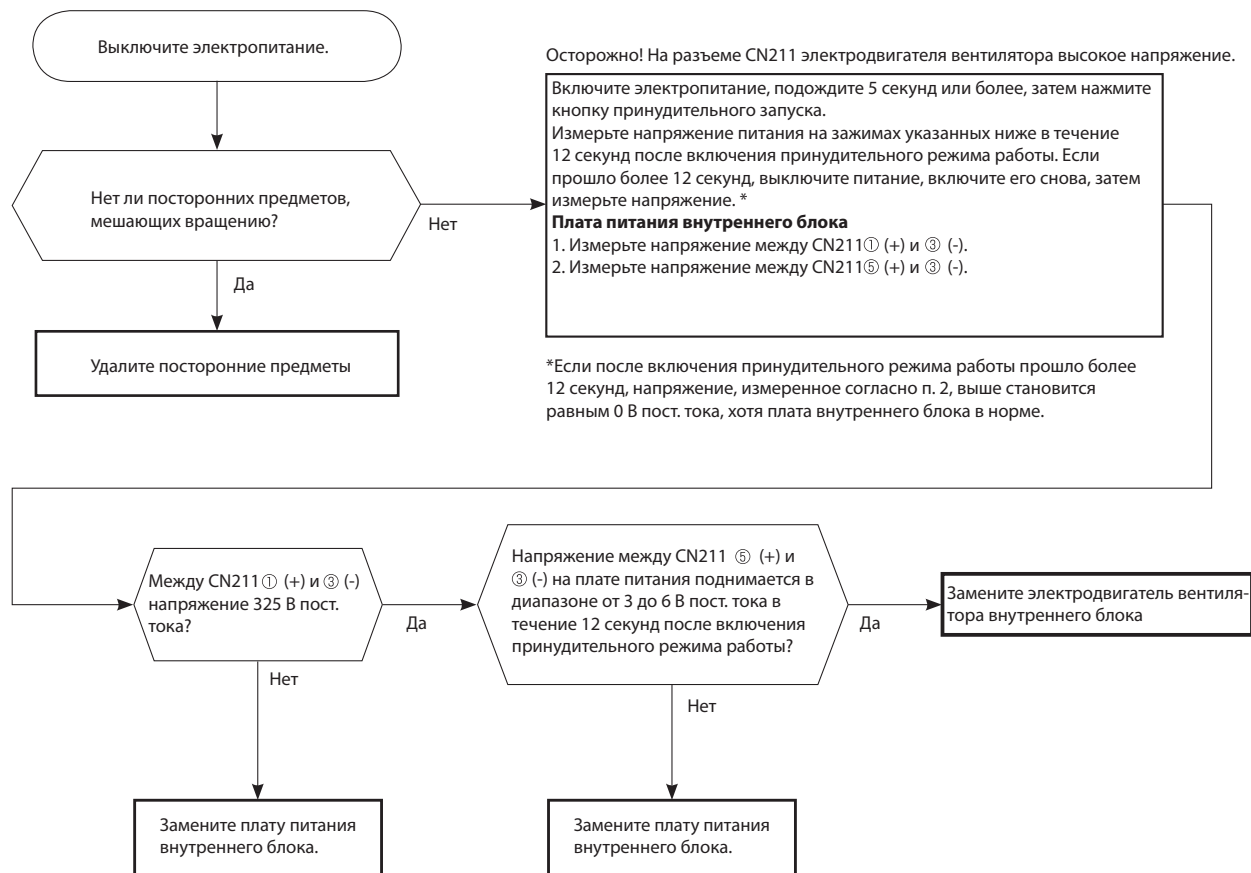 Выключите электропитание.
Осторожно! На разъеме CN211 электродвигателя вентилятора высокое напряжение.
Включите электропитание, подождите 5 секунд или более, затем нажмите
кнопку принудительного запуска.
Измерьте напряжение питания на зажимах указанных ниже в течение
12 секунд после включения принудительного режима работы. Если
прошло более 12 секунд, выключите питание, включите его снова, затем
измерьте напряжение. *
Плата питания внутреннего блока
1. Измерьте напряжение между CN211① (+) и ③ (-).
2. Измерьте напряжение между CN211⑤ (+) и ③ (-).
Нет ли посторонних предметов,
мешающих вращению?
Нет
Да
Удалите посторонние предметы
*Если после включения принудительного режима работы прошло более
12 секунд, напряжение, измеренное согласно п. 2, выше становится
равным 0 В пост. тока, хотя плата внутреннего блока в норме.
Между CN211① (+) и ③ (-)
напряжение 325 В пост.
тока?
Да
Нет
Напряжение между CN211 ⑤ (+) и
③ (-) на плате питания поднимается в
диапазоне от 3 до 6 В пост. тока в
течение 12 секунд после включения
принудительного режима работы?
Да
Нет
Замените электродвигатель вентиля-
тора внутреннего блока
Замените плату питания
внутреннего блока.
Замените плату питания
внутреннего блока.